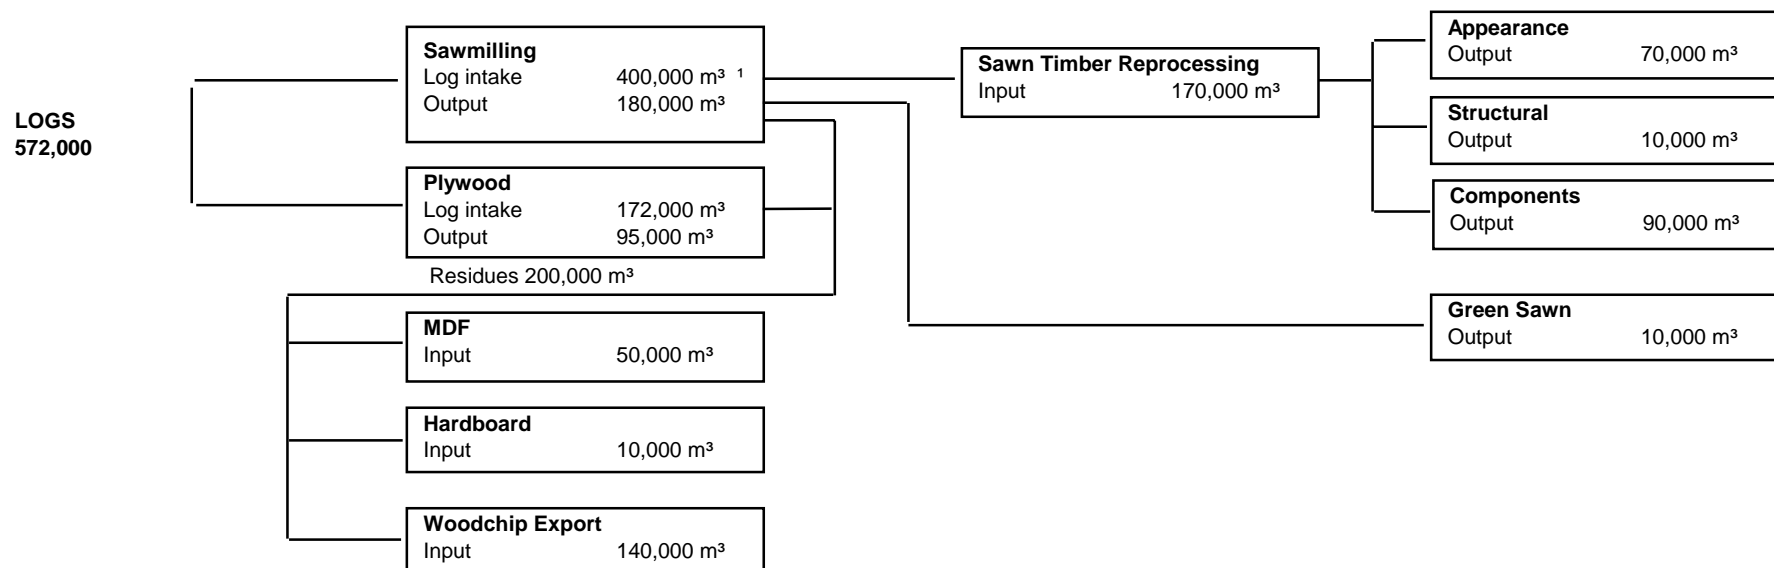 LOGS
572,000
Sawmilling
Log intake 400,000 m³ ¹
Output 180,000 m³
Plywood
Log intake 172,000 m³
Output 95,000 m³
Residues 200,000 m³
MDF
Input 50,000 m³
Hardboard
Input 10,000 m³
Woodchip Export
Input 140,000 m³
Sawn Timber Reprocessing
Input 170,000 m³
Appearance
Output 70,000 m³
Structural
Output 10,000 m³
Components
Output 90,000 m³
Green Sawn
Output 10,000 m³